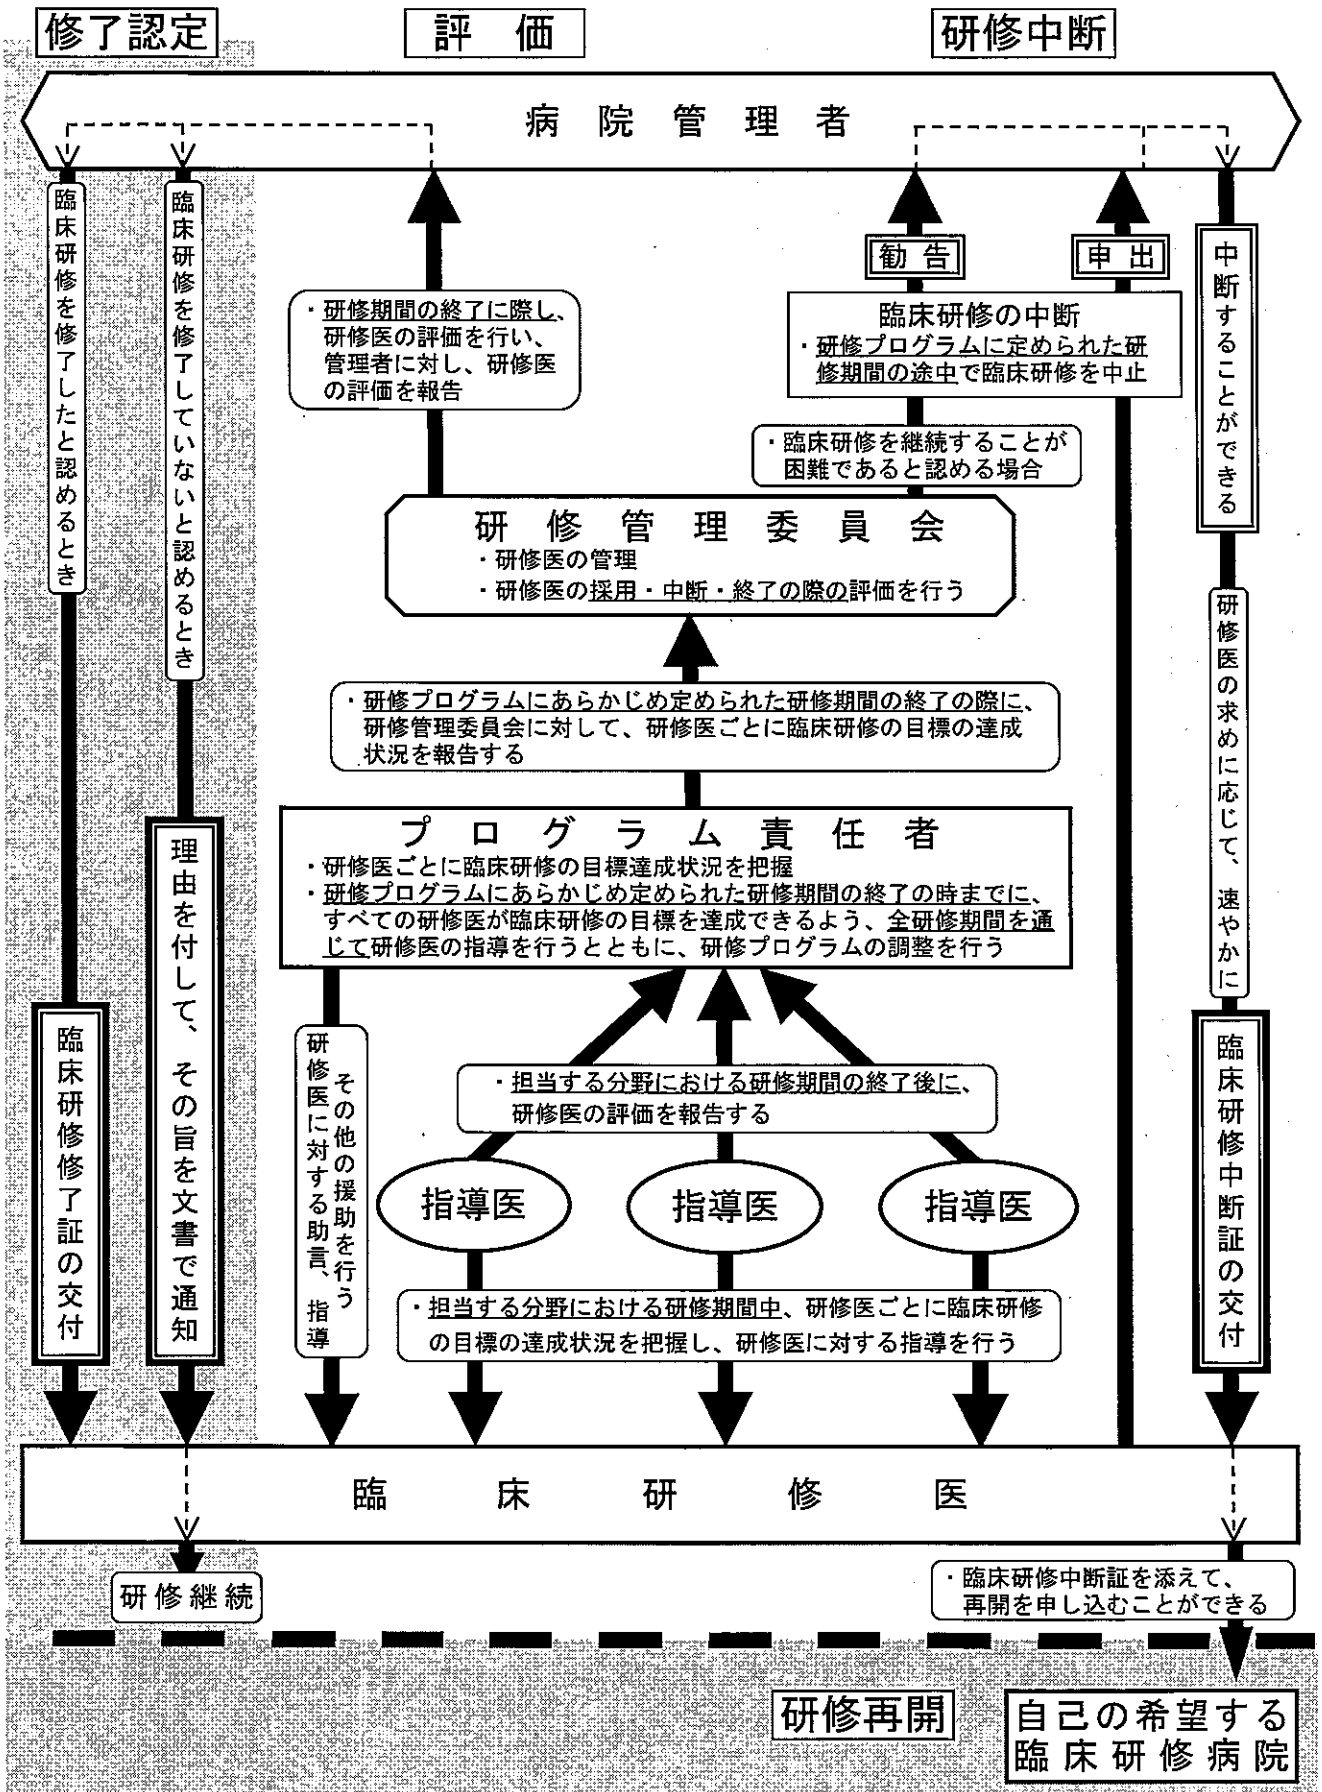 修了認定
評価
研修中断
病院管理者
臨床研修を修了したと認めるとき
臨床研修を修了していないと認めるとき
勧告
申出
中断することができる
・研修期間の終了に際し、
研修医の評価を行い、
管理者に対し、研修医
の評価を報告
臨床研修の中断
・研修プログラムに定められた研
修期間の途中で臨床研修を中止
・臨床研修を継続することが
困難であると認める場合
研修管理委員会
・研修医の管理
・研修医の採用・中断・終了の際の評価を行う
研修医の求めに応じて、速やかに
・研修プログラムにあらかじめ定められた研修期間の終了の際に、
研修管理委員会に対して、研修医ごとに臨床研修の目標の達成
状況を報告する
プログラム責任者
・研修医ごとに臨床研修の目標達成状況を把握
・研修プログラムにあらかじめ定められた研修期間の終了の時までに、
すべての研修医が臨床研修の目標を達成できるよう、全研修期間を通
じて研修医の指導を行うとともに、研修プログラムの調整を行う
理由を付して、その旨を文書で通知
臨床研修修了証の交付
研修医に対する助言、指導
その他の援助を行う
・担当する分野における研修期間の終了後に、
研修医の評価を報告する
臨床研修中断証の交付
指導医
指導医
指導医
・担当する分野における研修期間中、研修医ごとに臨床研修
の目標の達成状況を把握し、研修医に対する指導を行う
臨床研修医
研修継続
・臨床研修中断証を添えて、
再開を申し込むことができる
研修再開
自己の希望する
臨床研修病院